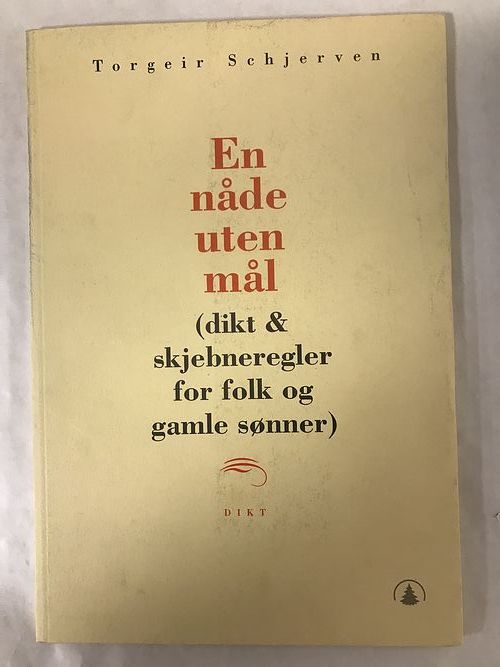 Torgeir Schjerven
En
nåde
uten
mål
(dikt &
skjebneregler
for folk og
gamle sønner)
DIKT